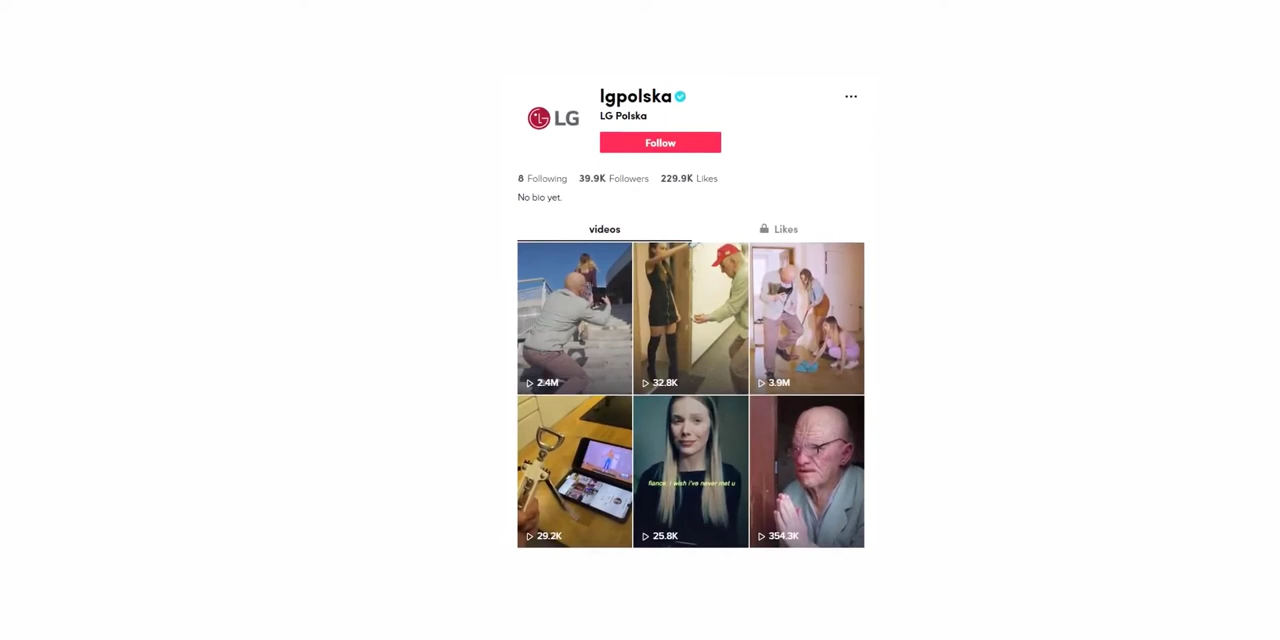 lgpolska
LG
LG Polska
Follow
8 Following 39.9K Followers 229.9K Likes
No bio yet.
videos
Likes
2.4M
32.8K
3.9M
29.2K
fiance. I wish I've never met u
25.8K
354.3K